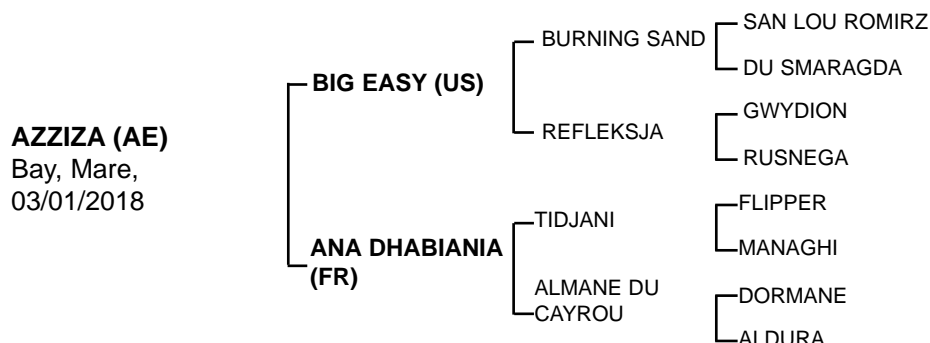 AZZIZA (AE)
Bay, Mare,
03/01/2018
BIG EASY (US)
ANA DHABIANIA
(FR)
BURNING SAND
REFLEKSJA
TIDJANI
ALMANE DU
CAYROU
SAN LOU ROMIRZ
DU SMARAGDA
GWYDION
RUSNEGA
FLIPPER
MANAGHI
DORMANE
ALDURA